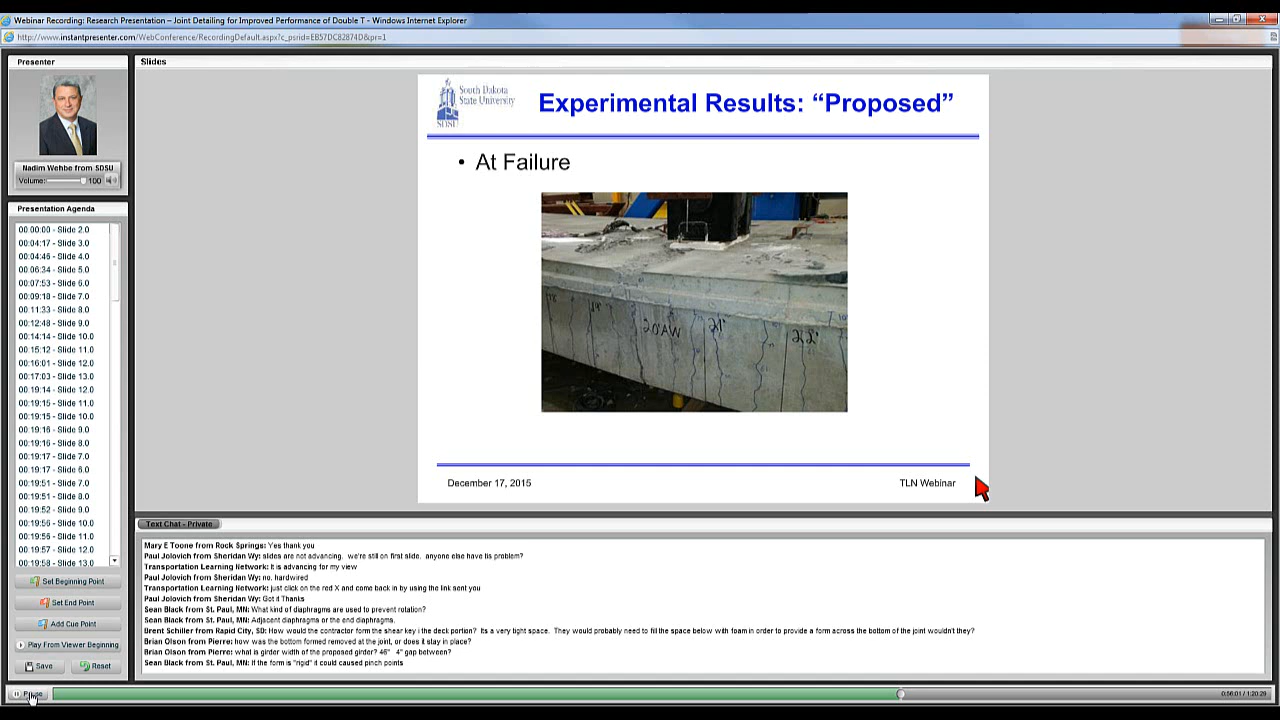 Webinar Recording: Research Presentation – Joint Detailing for Improved Performance of Double T - Windows Internet Explorer
http://www.instantpresenter.com/WebConference/RecordingDefault.aspx?c_psrid=EB57DC82874D&pr=1
Presenter
Nadim Wehbe from SDSU
Volume: 100
Presentation Agenda
00:00:00 - Slide 2.0
00:04:17 - Slide 3.0
00:04:46 - Slide 4.0
00:06:34 - Slide 5.0
00:07:53 - Slide 6.0
00:09:18 - Slide 7.0
00:11:33 - Slide 8.0
00:12:48 - Slide 9.0
00:14:14 - Slide 10.0
00:15:12 - Slide 11.0
00:16:01 - Slide 12.0
00:17:03 - Slide 13.0
00:19:14 - Slide 12.0
00:19:15 - Slide 11.0
00:19:15 - Slide 10.0
00:19:16 - Slide 9.0
00:19:16 - Slide 8.0
00:19:17 - Slide 7.0
00:19:17 - Slide 6.0
00:19:51 - Slide 7.0
00:19:51 - Slide 8.0
00:19:52 - Slide 9.0
00:19:56 - Slide 10.0
00:19:56 - Slide 11.0
00:19:57 - Slide 12.0
00:19:58 - Slide 13.0
Set Beginning Point
Set End Point
Add Cue Point
Play From Viewer Beginning
Save Reset
Slides
South Dakota
State University
SDSU
Experimental Results: “Proposed”
• At Failure
20'AW 21' 22'
December 17, 2015 TLN Webinar
Text Chat - Private
Mary E Toone from Rock Springs: Yes thank you
Paul Jolovich from Sheridan Wy: slides are not advancing. we're still on first slide. anyone else have tis problem?
Transportation Learning Network: It is advancing for my view
Paul Jolovich from Sheridan Wy: no. hardwired
Transportation Learning Network: just click on the red X and come back in by using the link sent you
Paul Jolovich from Sheridan Wy: Got it Thanks
Sean Black from St. Paul, MN: What kind of diaphragms are used to prevent rotation?
Sean Black from St. Paul, MN: Adjacent diaphragms or the end diaphragms.
Brent Schiller from Rapid City, SD: How would the contractor form the shear key i the deck portion? Its a very tight space. They would probably need to fill the space below with foam in order to provide a form across the bottom of the joint wouldn't they?
Brian Olson from Pierre: how was the bottom formed removed at the joint, or does it stay in place?
Brian Olson from Pierre: what is girder width of the proposed girder? 46" 4" gap between?
Sean Black from St. Paul, MN: If the form is "rigid" it could caused pinch points
Pause
0:56:01 / 1:20:29